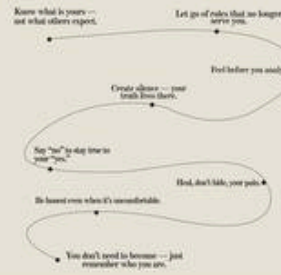 Know what is yours —
not what others expect.
Let go of roles that no longer
serve you.
Feel before you
Create silence — your
truth lives there.
Say "no" to stay true to
your "yes."
Heal, don't hide, your pain.
Be honest even when it's uncomfortable.
You don't need to become — just
remember who you are.